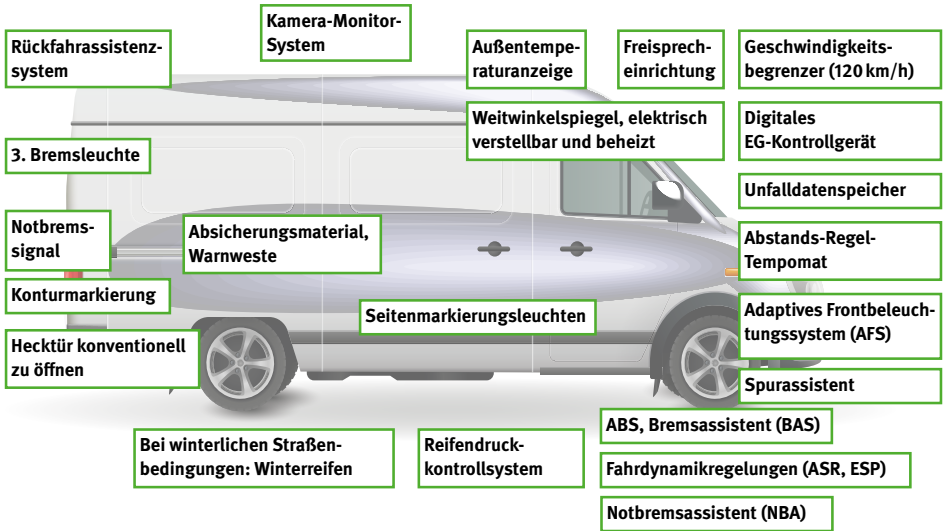 Kamera-Monitor-
System
Rückfahrassistenz-
system
Außentempe-
raturanzeige
Freisprech-
einrichtung
Geschwindigkeits-
begrenzer (120 km/h)
Weitwinkelspiegel, elektrisch
verstellbar und beheizt
Digitales
EG-Kontrollgerät
3. Bremsleuchte
Unfalldatenspeicher
Notbrems-
signal
Absicherungsmaterial,
Warnweste
Abstands-Regel-
Tempomat
Konturmarkierung
Seitenmarkierungsleuchten
Adaptives Frontbeleuch-
tungssystem (AFS)
Hecktür konventionell
zu öffnen
Spurassistent
ABS, Bremsassistent (BAS)
Bei winterlichen Straßen-
bedingungen: Winterreifen
Reifendruck-
kontrollsystem
Fahrdynamikregelungen (ASR, ESP)
Notbremsassistent (NBA)